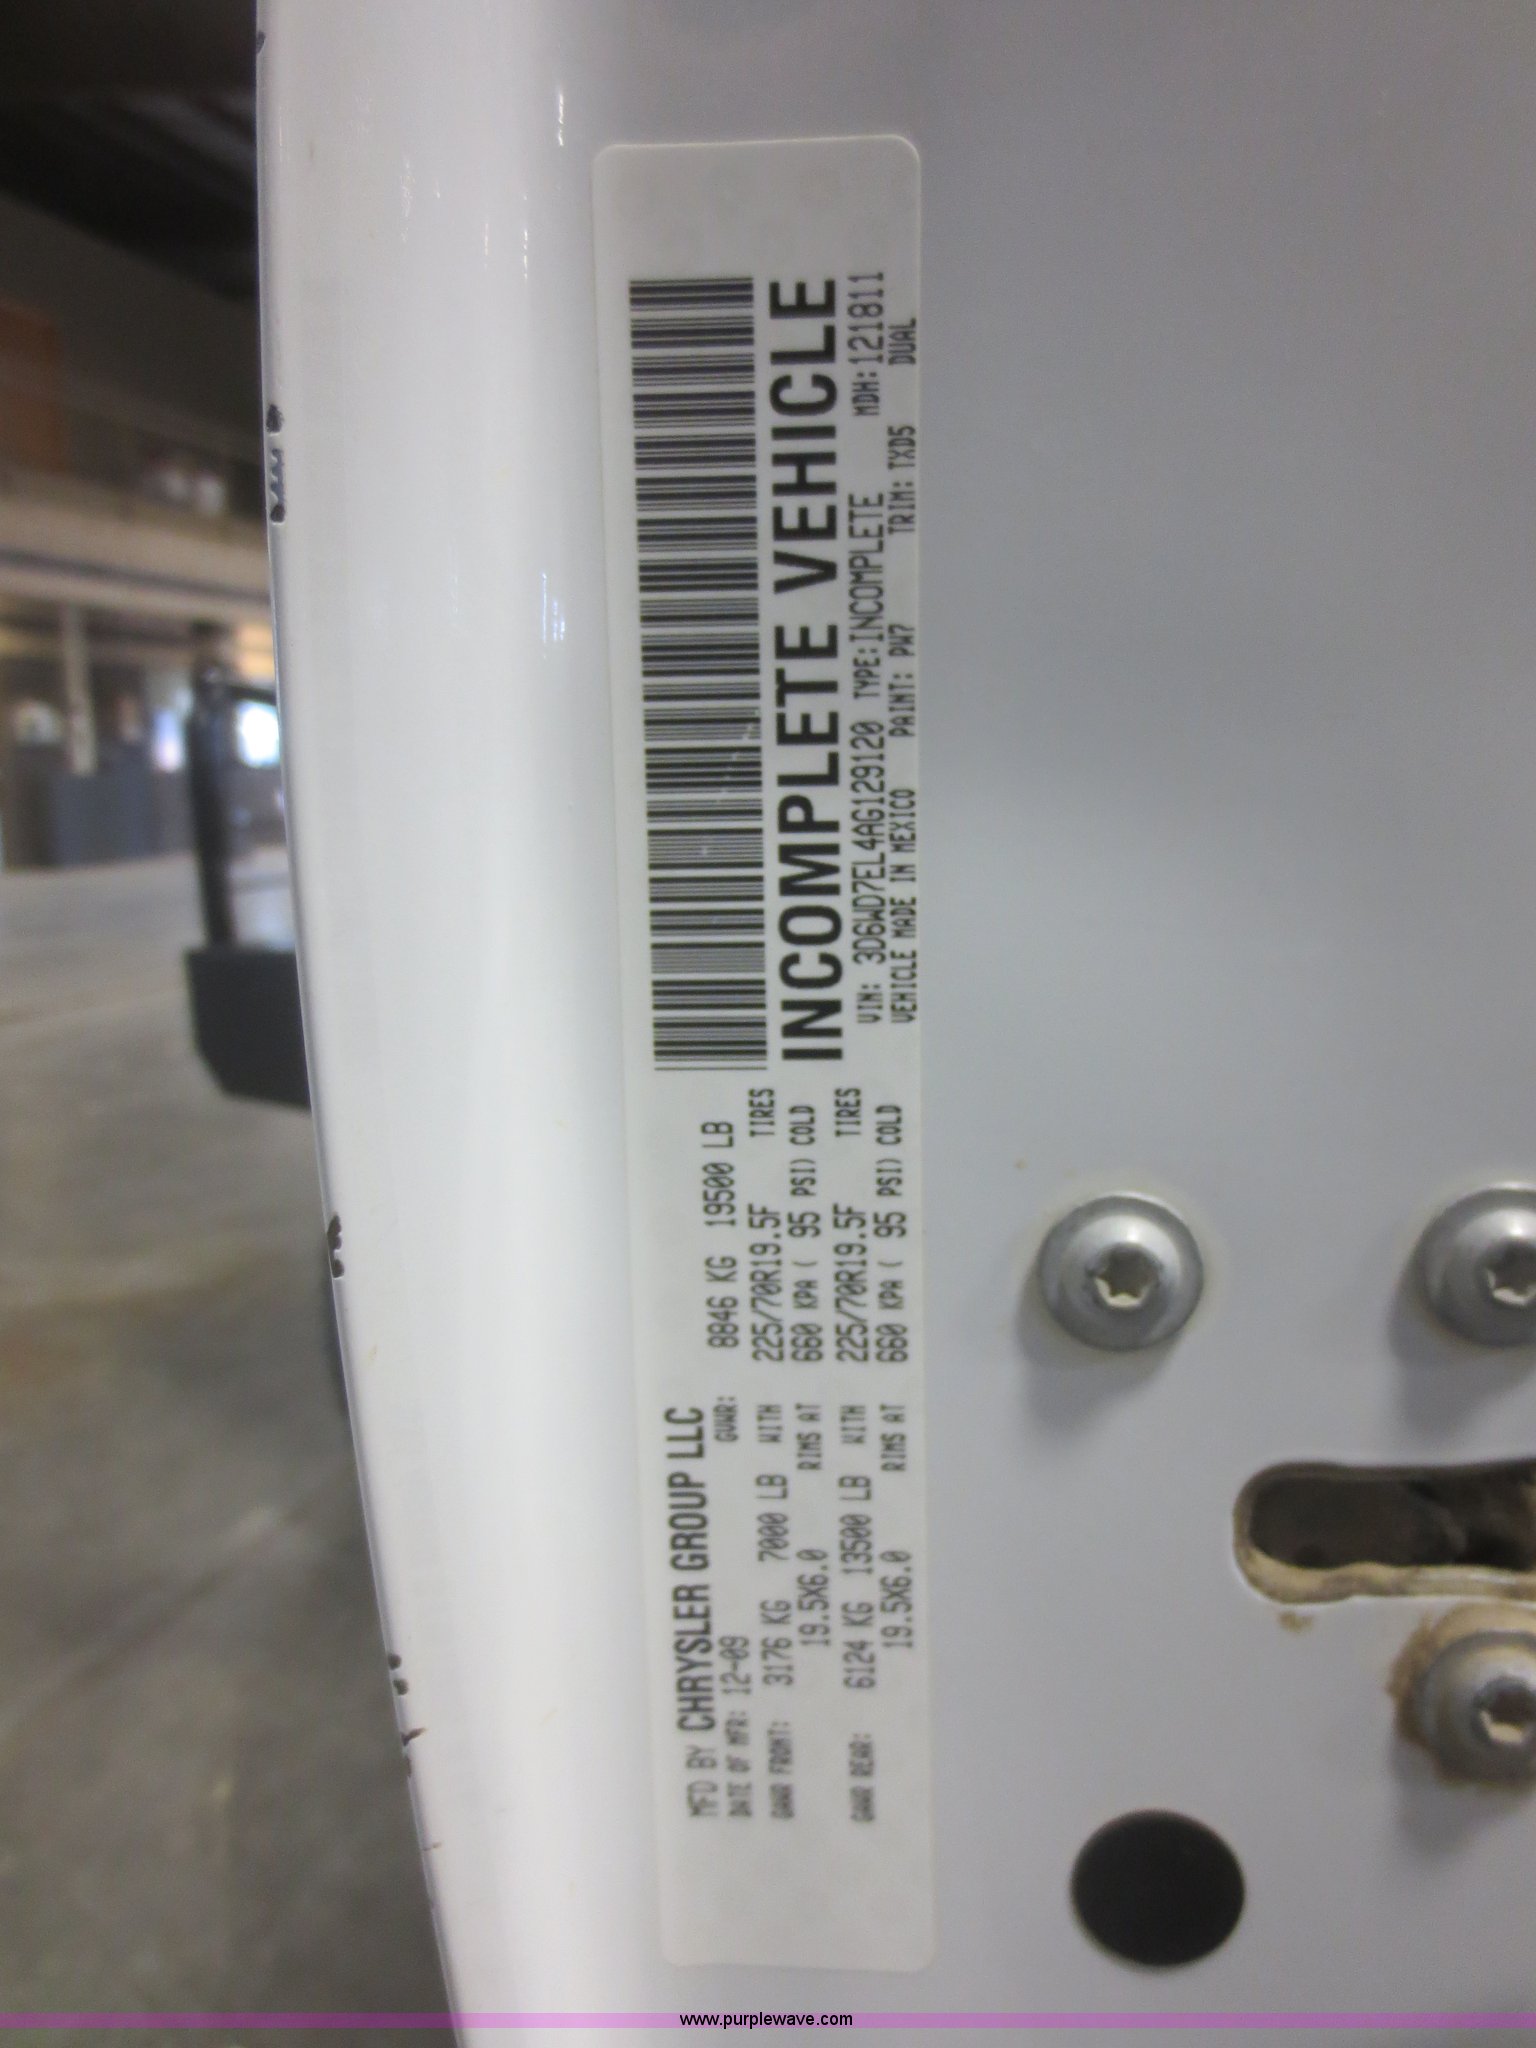 MFD BY CHRYSLER GROUP LLC
DATE OF MFR: 12-09 GVWR: 8846 KG 19500 LB
GAWR FRONT: 3176 KG 7000 LB WITH 225/70R19.5F TIRES
19.5X6.0 RIMS AT 660 KPA ( 95 PSI) COLD
GAWR REAR: 6124 KG 13500 LB WITH 225/70R19.5F TIRES
19.5X6.0 RIMS AT 660 KPA ( 95 PSI) COLD
INCOMPLETE VEHICLE
VIN: 3D6WD7EL4AG129120 TYPE:INCOMPLETE MDH:121811
VEHICLE MADE IN MEXICO PAINT: PW7 TRIM: TXD5 DUAL
www.purplewave.com